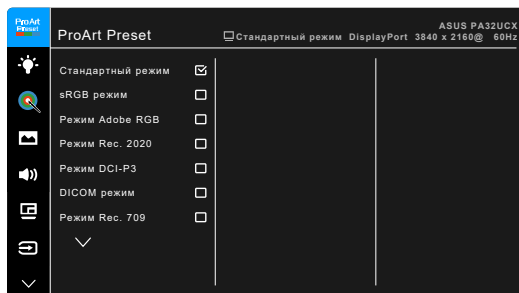 ProArt
Preset
ProArt Preset
ASUS PA32UCX
Стандартный режим DisplayPort 3840 x 2160@ 60Hz
Стандартный режим
sRGB режим
Режим Adobe RGB
Режим Rec. 2020
Режим DCI-P3
DICOM режим
Режим Rec. 709